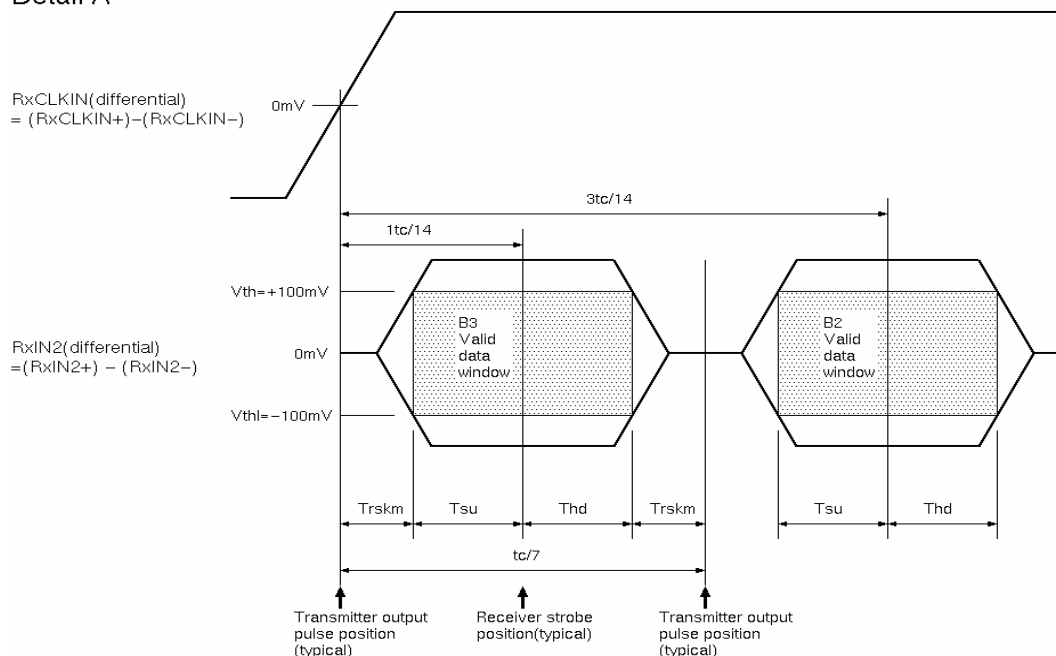 Detail A
RxCLKIN(differential)
= (RxCLKIN+)−(RxCLKIN−)
0mV
3tc/14
1tc/14
Vth=+100mV
B3
Valid
data
window
B2
Valid
data
window
RxIN2(differential)
=(RxIN2+) − (RxIN2−)
0mV
Vthl=−100mV
Trskm
Tsu
Thd
Trskm
Tsu
Thd
tc/7
Transmitter output
pulse position
(typical)
Receiver strobe
position(typical)
Transmitter output
pulse position
(typical)